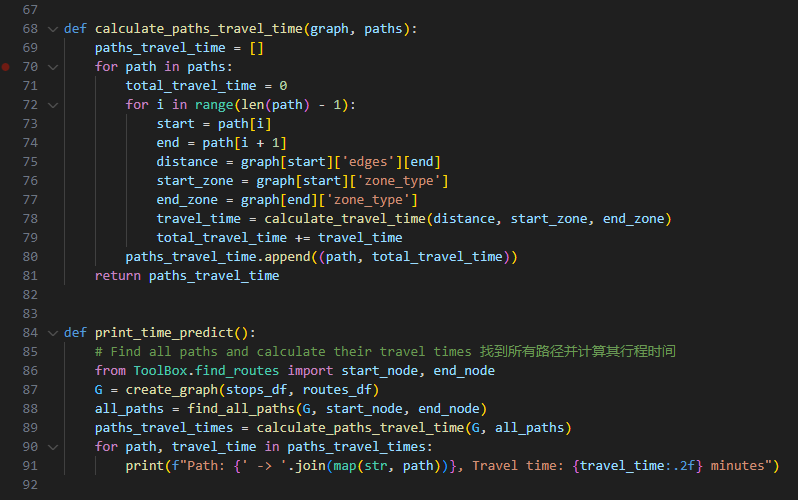 67
68 def calculate_paths_travel_time(graph, paths):
69     paths_travel_time = []
70     for path in paths:
71         total_travel_time = 0
72         for i in range(len(path) - 1):
73             start = path[i]
74             end = path[i + 1]
75             distance = graph[start]['edges'][end]
76             start_zone = graph[start]['zone_type']
77             end_zone = graph[end]['zone_type']
78             travel_time = calculate_travel_time(distance, start_zone, end_zone)
79             total_travel_time += travel_time
80         paths_travel_time.append((path, total_travel_time))
81     return paths_travel_time
82
83
84 def print_time_predict():
85     # Find all paths and calculate their travel times 找到所有路径并计算其行程时间
86     from ToolBox.find_routes import start_node, end_node
87     G = create_graph(stops_df, routes_df)
88     all_paths = find_all_paths(G, start_node, end_node)
89     paths_travel_times = calculate_paths_travel_time(G, all_paths)
90     for path, travel_time in paths_travel_times:
91         print(f"Path: {' -> '.join(map(str, path))}, Travel time: {travel_time:.2f} minutes")
92